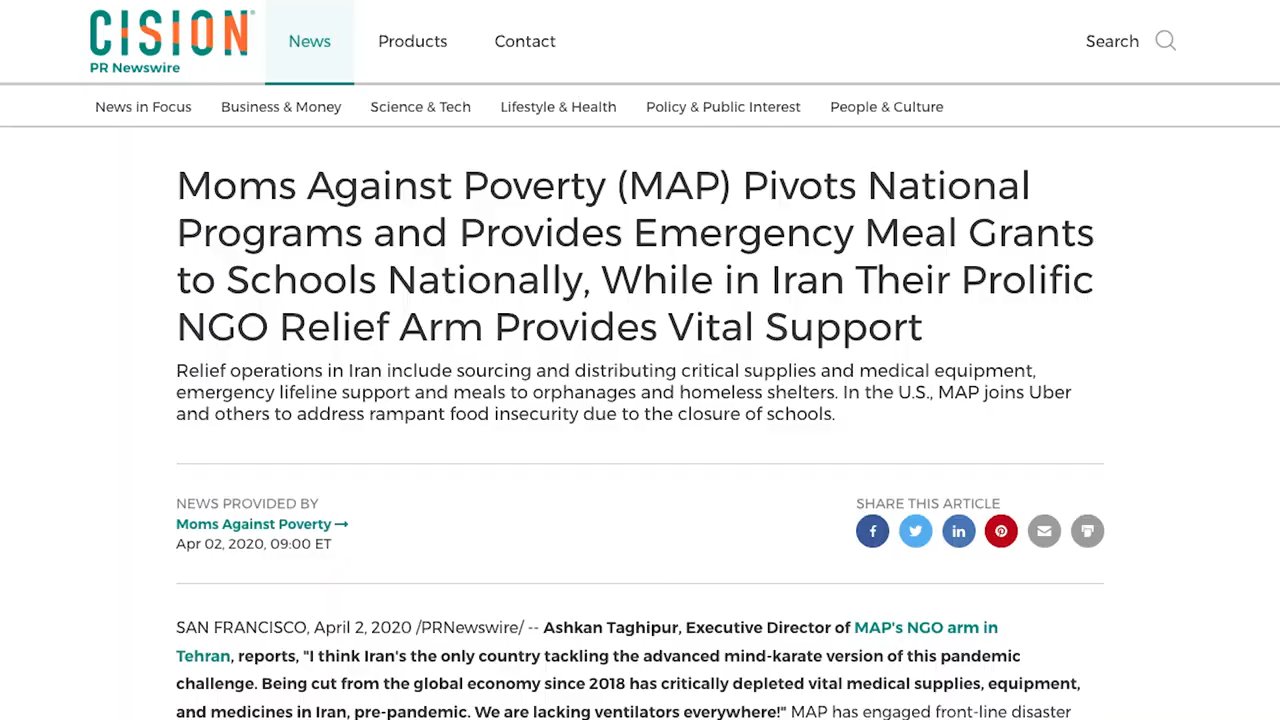 CISION
PR Newswire
News
Products
Contact
Search
News in Focus
Business & Money
Science & Tech
Lifestyle & Health
Policy & Public Interest
People & Culture
Moms Against Poverty (MAP) Pivots National
Programs and Provides Emergency Meal Grants
to Schools Nationally, While in Iran Their Prolific
NGO Relief Arm Provides Vital Support
Relief operations in Iran include sourcing and distributing critical supplies and medical equipment,
emergency lifeline support and meals to orphanages and homeless shelters. In the U.S., MAP joins Uber
and others to address rampant food insecurity due to the closure of schools.
NEWS PROVIDED BY
Moms Against Poverty
Apr 02, 2020, 09:00 ET
SHARE THIS ARTICLE
SAN FRANCISCO, April 2, 2020 /PRNewswire/ -- Ashkan Taghipur, Executive Director of MAP's NGO arm in
Tehran, reports, "I think Iran's the only country tackling the advanced mind-karate version of this pandemic
challenge. Being cut from the global economy since 2018 has critically depleted vital medical supplies, equipment,
and medicines in Iran, pre-pandemic. We are lacking ventilators everywhere!" MAP has engaged front-line disaster